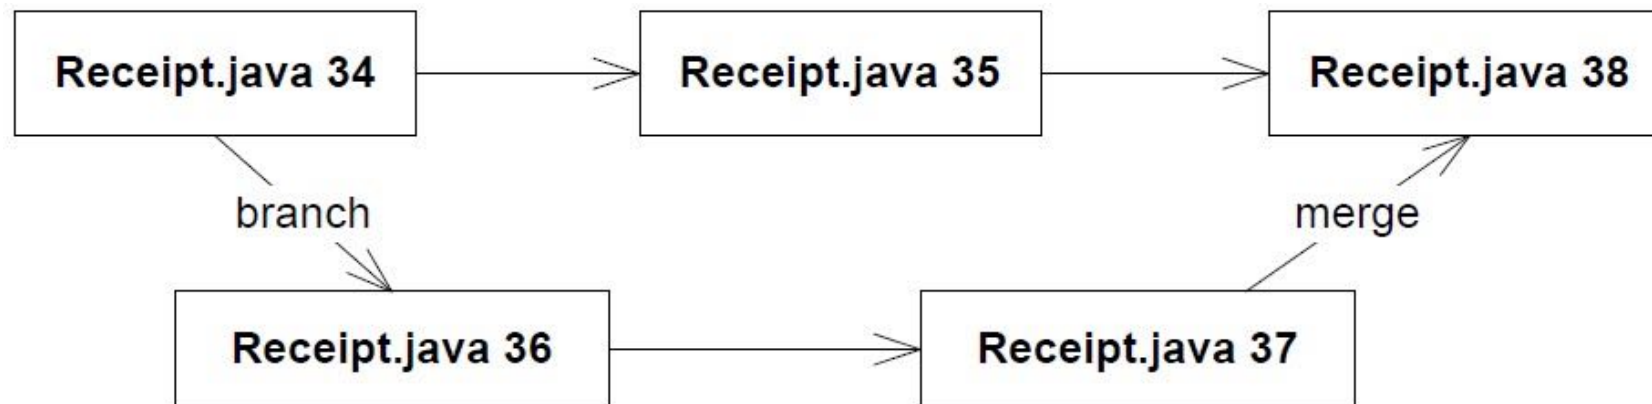 Receipt.java 34
Receipt.java 35
Receipt.java 38
branch
merge
Receipt.java 36
Receipt.java 37